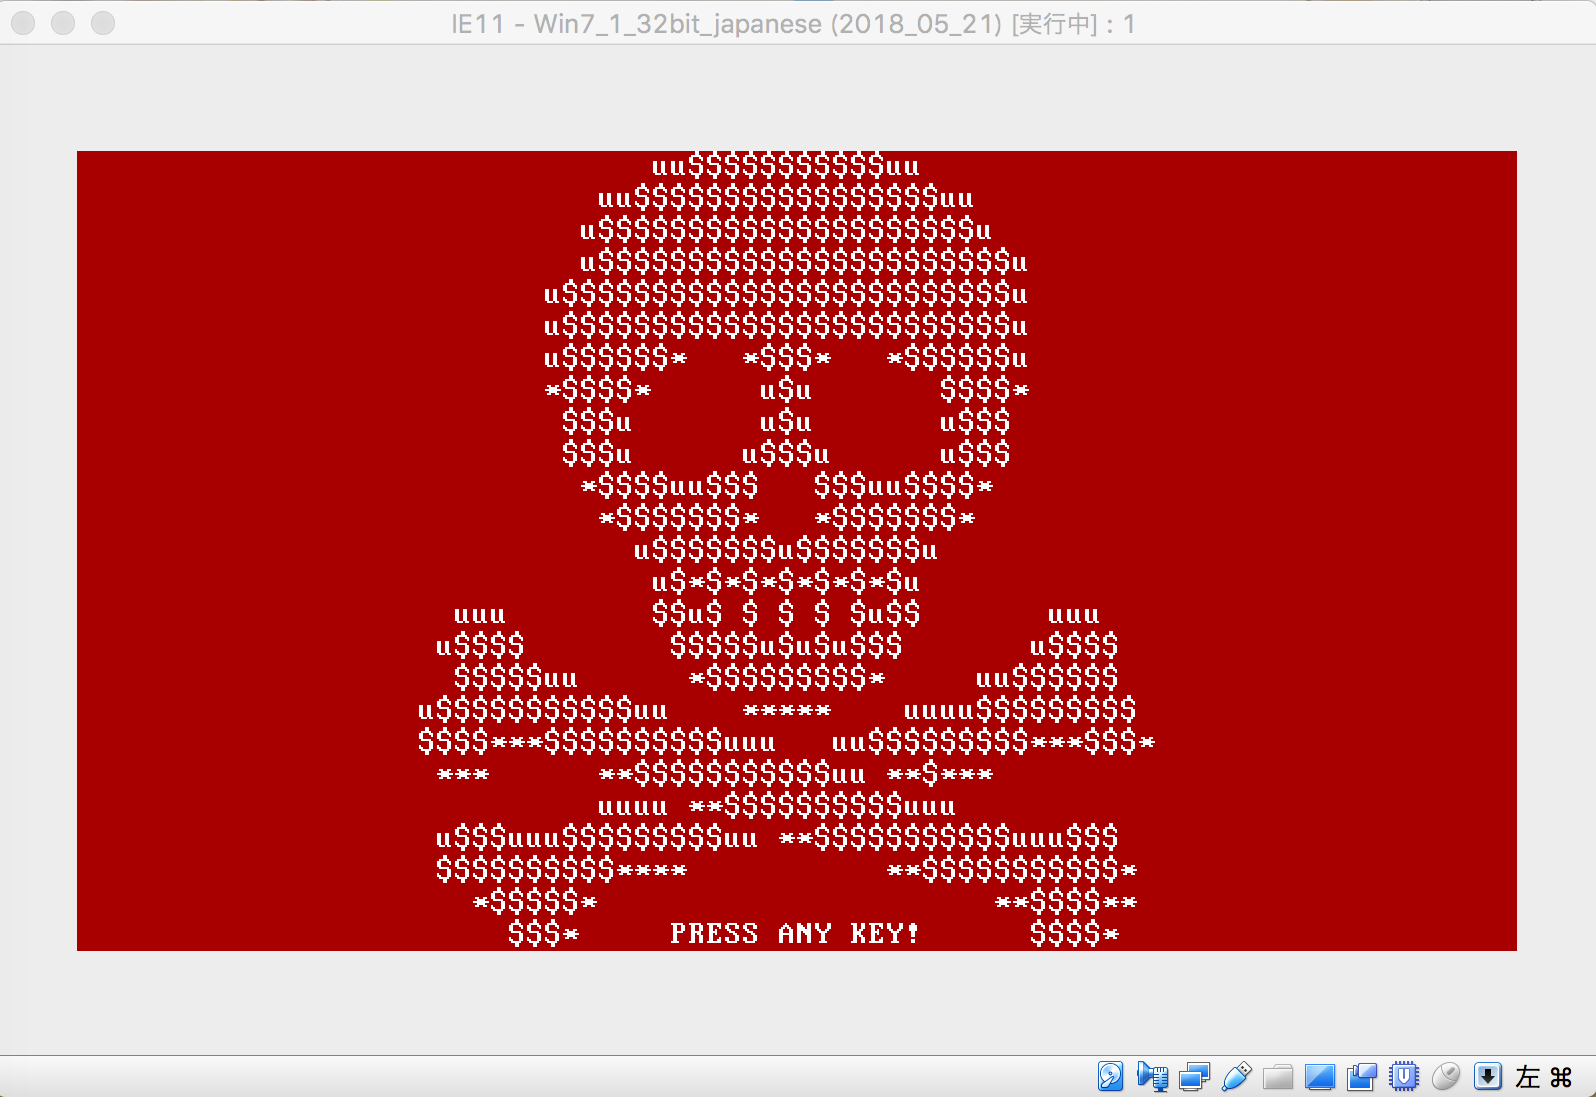 IE11 - Win7_1_32bit_japanese (2018_05_21) [実行中] : 1
uu$$$$$$$$$$$uu
uu$$$$$$$$$$$$$$$$$uu
u$$$$$$$$$$$$$$$$$$$$$u
u$$$$$$$$$$$$$$$$$$$$$$$u
u$$$$$$$$$$$$$$$$$$$$$$$$$u
u$$$$$$$$$$$$$$$$$$$$$$$$$u
u$$$$$$*   *$$$*   *$$$$$$u
*$$$$*      u$u       $$$$*
$$$u       u$u       u$$$
$$$u      u$$$u      u$$$
*$$$$uu$$$   $$$uu$$$$*
*$$$$$$$*   *$$$$$$$*
u$$$$$$$u$$$$$$$u
u$*$*$*$*$*$*$u
uuu        $$u$ $ $ $ $u$$       uuu
u$$$$        $$$$$u$u$u$$$       u$$$$
$$$$$uu      *$$$$$$$$$*     uu$$$$$$
u$$$$$$$$$$$uu    *****    uuuu$$$$$$$$$
$$$$***$$$$$$$$$$uuu   uu$$$$$$$$$***$$$*
***      **$$$$$$$$$$$uu **$***
uuuu **$$$$$$$$$$uuu
u$$$uuu$$$$$$$$$uu **$$$$$$$$$$$uuu$$$
$$$$$$$$$$****           **$$$$$$$$$$$*
*$$$$$*                      **$$$$**
$$$*     PRESS ANY KEY!      $$$$*
左 ⌘